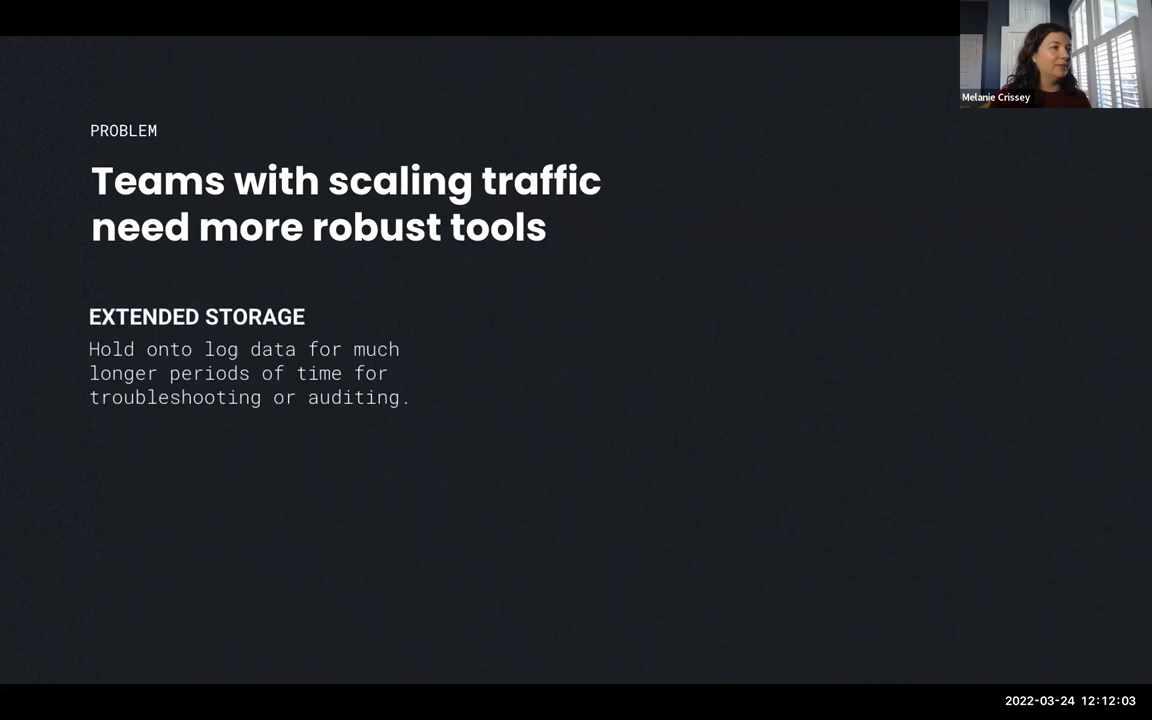 Melanie Crissey
PROBLEM
Teams with scaling traffic
need more robust tools
EXTENDED STORAGE
Hold onto log data for much
longer periods of time for
troubleshooting or auditing.
2022-03-24 12:12:03